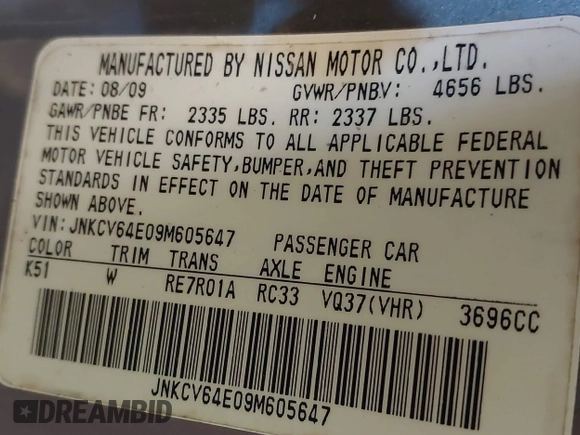 MANUFACTURED BY NISSAN MOTOR CO.,LTD.
DATE: 08/09 GVWR/PNBV: 4656 LBS.
GAWR/PNBE FR: 2335 LBS. RR: 2337 LBS.
THIS VEHICLE CONFORMS TO ALL APPLICABLE FEDERAL
MOTOR VEHICLE SAFETY,BUMPER,AND THEFT PREVENTION
STANDARDS IN EFFECT ON THE DATE OF MANUFACTURE
SHOWN ABOVE.
VIN:JNKCV64E09M605647 PASSENGER CAR
COLOR TRIM TRANS AXLE ENGINE
K51 W RE7R01A RC33 VQ37(VHR) 3696CC
JNKCV64E09M605647
DREAMBID